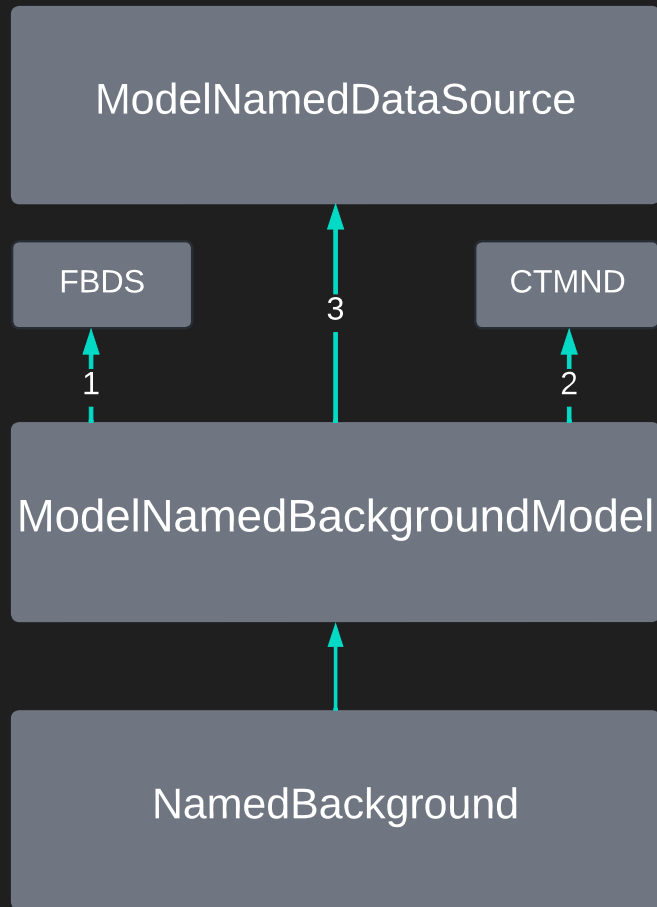 ModelNamedDataSource
FBDS
CTMND
3
1
2
ModelNamedBackgroundModel
NamedBackground